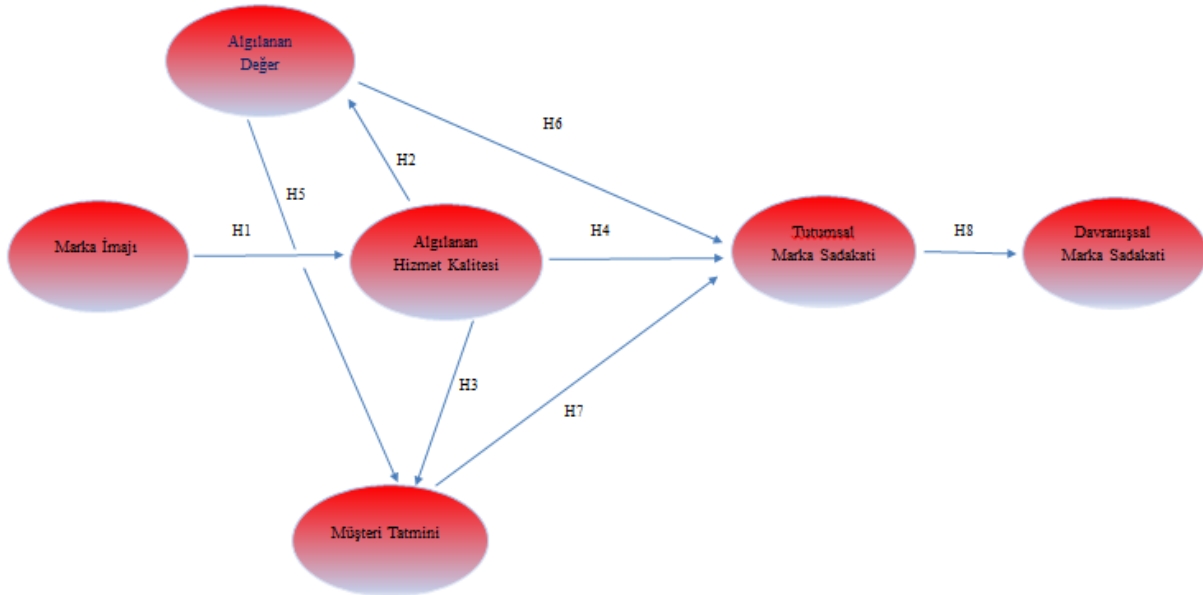 Algılanan
Değer
H6
H2
H5
Marka İmajı
H1
Algılanan
Hizmet Kalitesi
H4
Tutumsal
Marka Sadakati
H8
Davranışsal
Marka Sadakati
H3
H7
Müşteri Tatmini